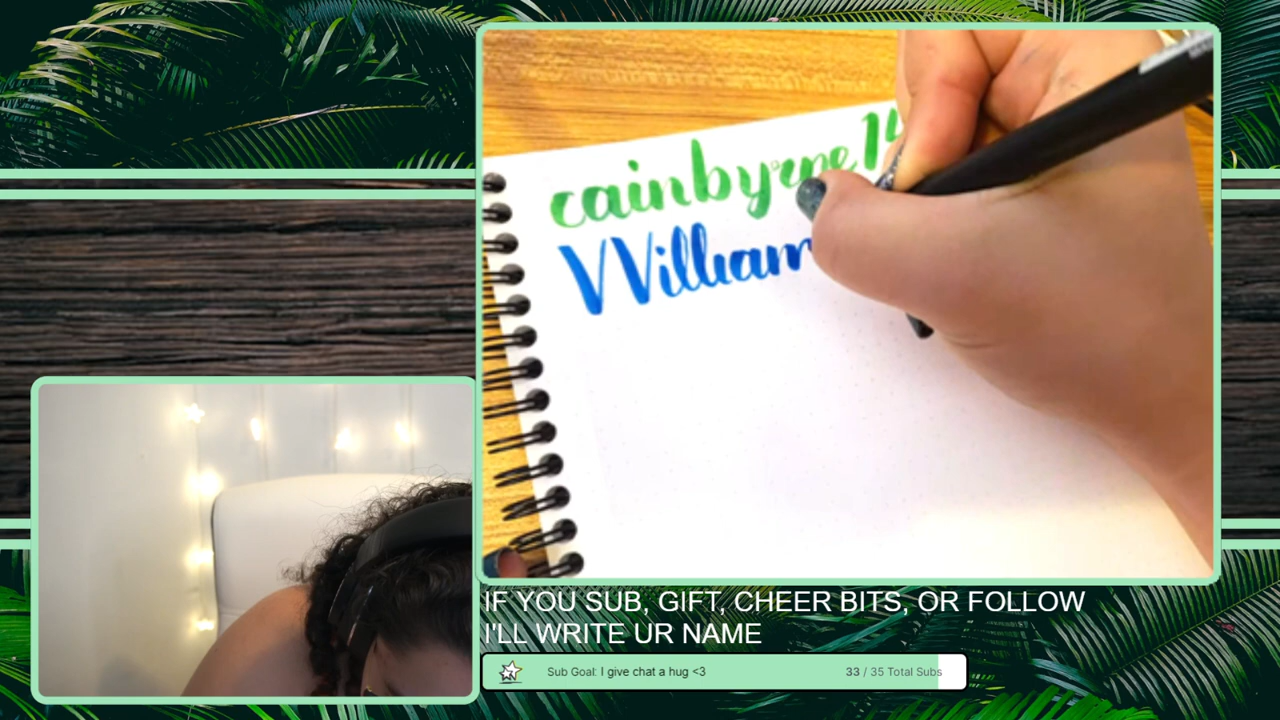 cainbyrne14
William
IF YOU SUB, GIFT, CHEER BITS, OR FOLLOW
I'LL WRITE UR NAME
Sub Goal: I give chat a hug <3
33 / 35 Total Subs